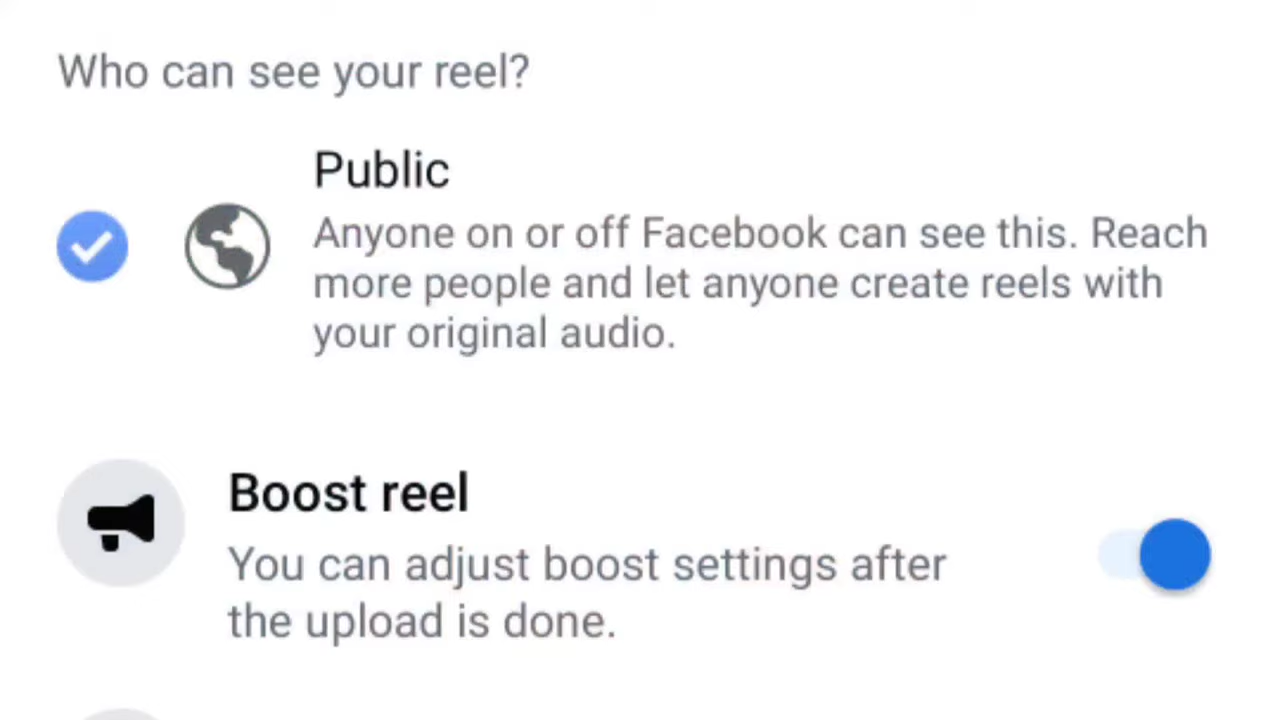 Who can see your reel?
Public
Anyone on or off Facebook can see this. Reach
more people and let anyone create reels with
your original audio.
Boost reel
You can adjust boost settings after
the upload is done.